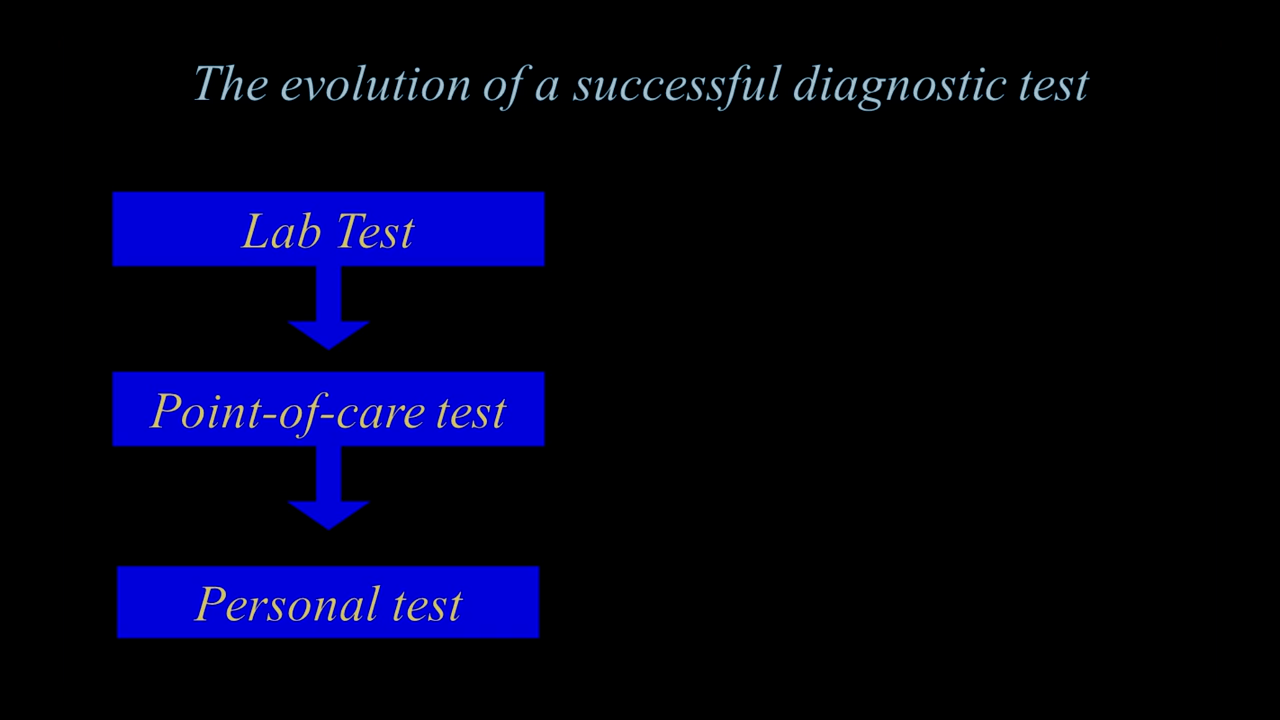 The evolution of a successful diagnostic test
Lab Test
Point-of-care test
Personal test